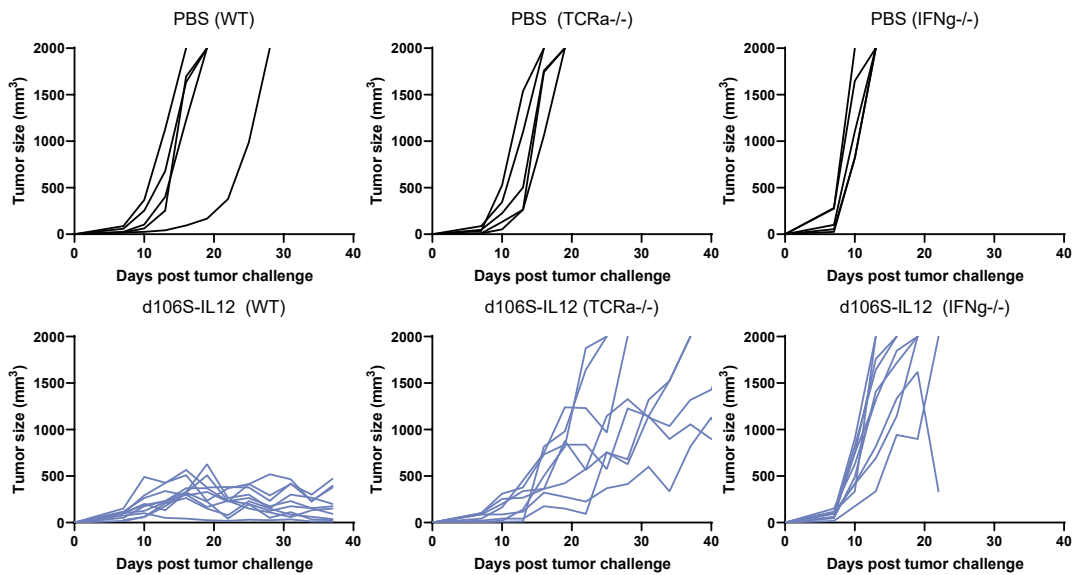 PBS (WT)
2000
1500
1000
500
0
0 10 20 30 40
Tumor size (mm³)
Days post tumor challenge
PBS (TCRa-/-)
2000
1500
1000
500
0
0 10 20 30 40
Tumor size (mm³)
Days post tumor challenge
PBS (IFNg-/-)
2000
1500
1000
500
0
0 10 20 30 40
Tumor size (mm³)
Days post tumor challenge
d106S-IL12 (WT)
2000
1500
1000
500
0
0 10 20 30 40
Tumor size (mm³)
Days post tumor challenge
d106S-IL12 (TCRa-/-)
2000
1500
1000
500
0
0 10 20 30 40
Tumor size (mm³)
Days post tumor challenge
d106S-IL12 (IFNg-/-)
2000
1500
1000
500
0
0 10 20 30 40
Tumor size (mm³)
Days post tumor challenge